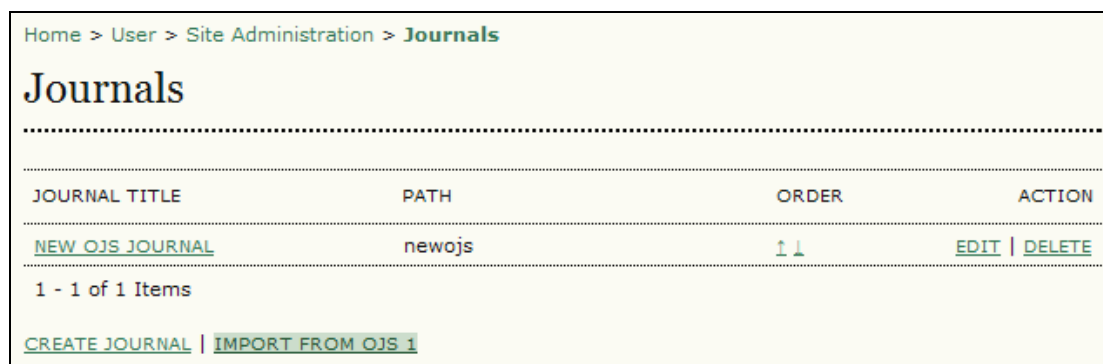 Home > User > Site Administration > Journals
Journals
JOURNAL TITLE PATH ORDER ACTION
NEW OJS JOURNAL newojs ↑ ↓ EDIT | DELETE
1 - 1 of 1 Items
CREATE JOURNAL | IMPORT FROM OJS 1